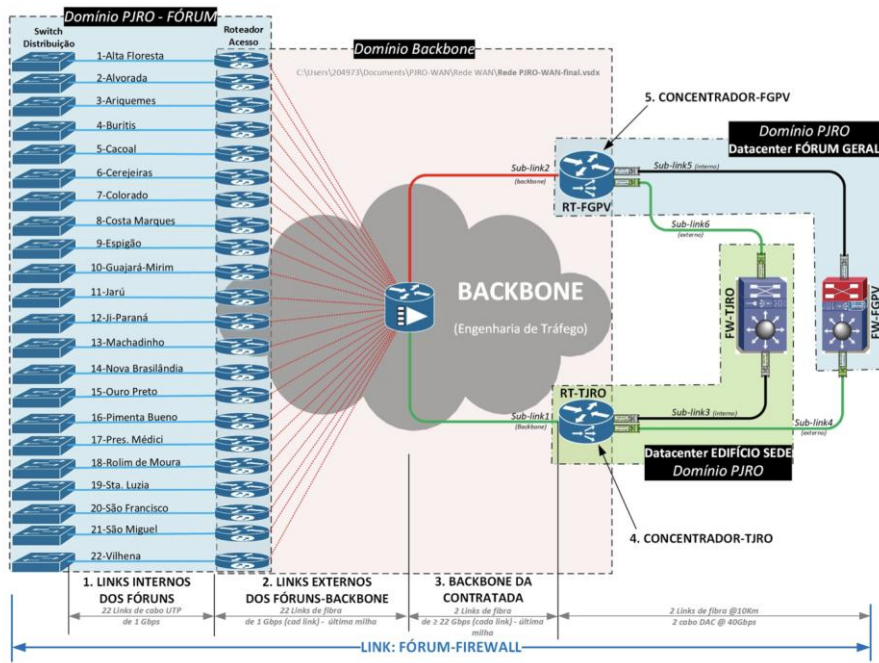 Domínio PJRO - FÓRUM
Switch
Distribuição
Roteador
Acesso
Domínio Backbone
C:\Users\204973\Documents\PJRO-WAN\Rede WAN\Rede PJRO-WAN-final.vsdx
1-Alta Floresta
2-Alvorada
3-Ariquemes
4-Buritis
5-Cacoal
6-Cerejeiras
7-Colorado
8-Costa Marques
9-Espigão
10-Guajará-Mirim
11-Jarú
12-Ji-Paraná
13-Machadinho
14-Nova Brasilândia
15-Ouro Preto
16-Pimenta Bueno
17-Pres. Médici
18-Rolim de Moura
19-Sta. Luzia
20-São Francisco
21-São Miguel
22-Vilhena
5. CONCENTRADOR-FGPV
Domínio PJRO
Datacenter FÓRUM GERAL
Sub-link2
(backbone)
Sub-link5 (interno)
RT-FGPV
Sub-link6
(externo)
BACKBONE
(Engenharia de Tráfego)
FW-TJRO
FW-FGPV
RT-TJRO
Sub-link1
(Backbone)
Sub-link3 (interno)
Sub-link4
(externo)
Datacenter EDIFÍCIO SEDE
Domínio PJRO
4. CONCENTRADOR-TJRO
1. LINKS INTERNOS
DOS FÓRUNS
22 Links de cabo UTP
de 1 Gbps
2. LINKS EXTERNOS
DOS FÓRUNS-BACKBONE
22 Links de fibra
de 1 Gbps (cad link) - última milha
3. BACKBONE DA
CONTRATADA
2 Links de fibra
de ≥ 22 Gbps (cada link) - última
milha
2 Links de fibra @10Km
2 cabo DAC @ 40Gbps
LINK: FÓRUM-FIREWALL